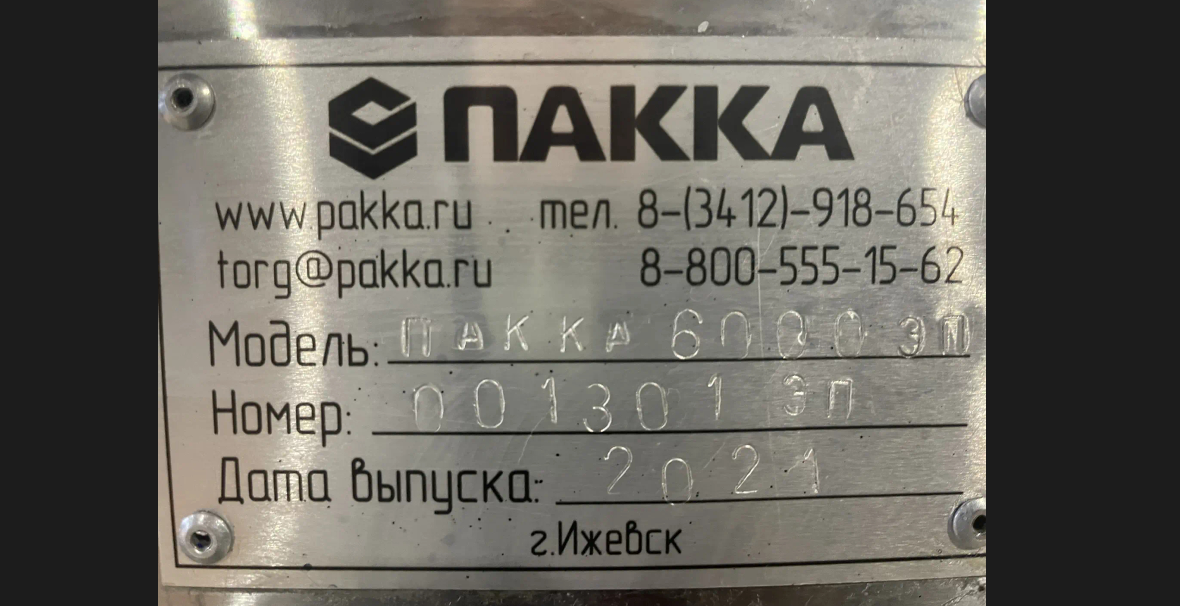 ПАККА
www.pakka.ru тел. 8-(3412)-918-654
torg@pakka.ru 8-800-555-15-62
Модель: ПАККА 6000 ЭП
Номер: 001301 ЭП
Дата выпуска: 2021
г.Ижевск